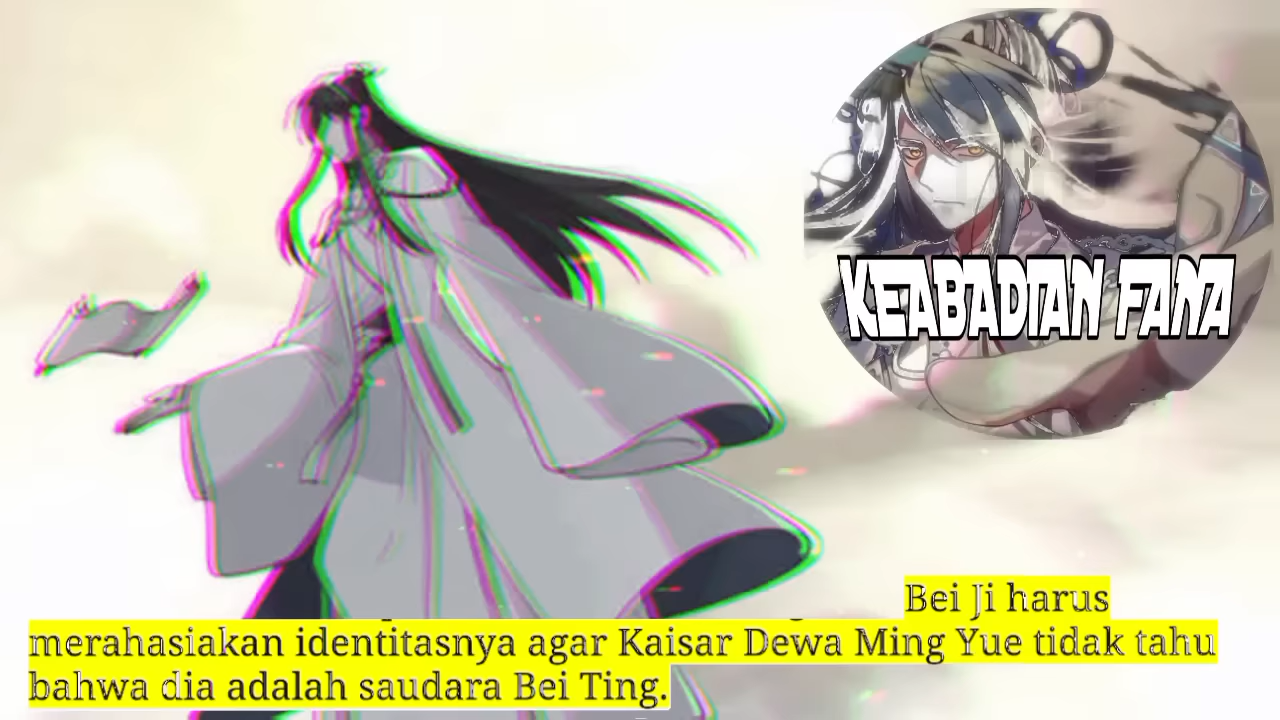 KEABADIAN FANA
Bei Ji harus
merahasiakan identitasnya agar Kaisar Dewa Ming Yue tidak tahu
bahwa dia adalah saudara Bei Ting.